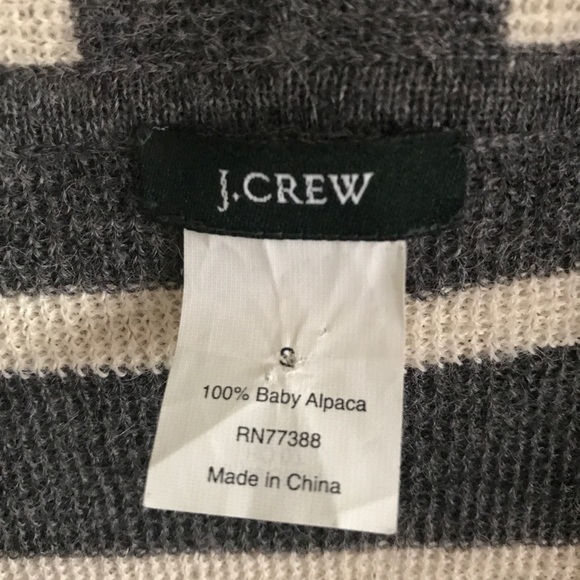 J.CREW
S
100% Baby Alpaca
RN77388
Made in China